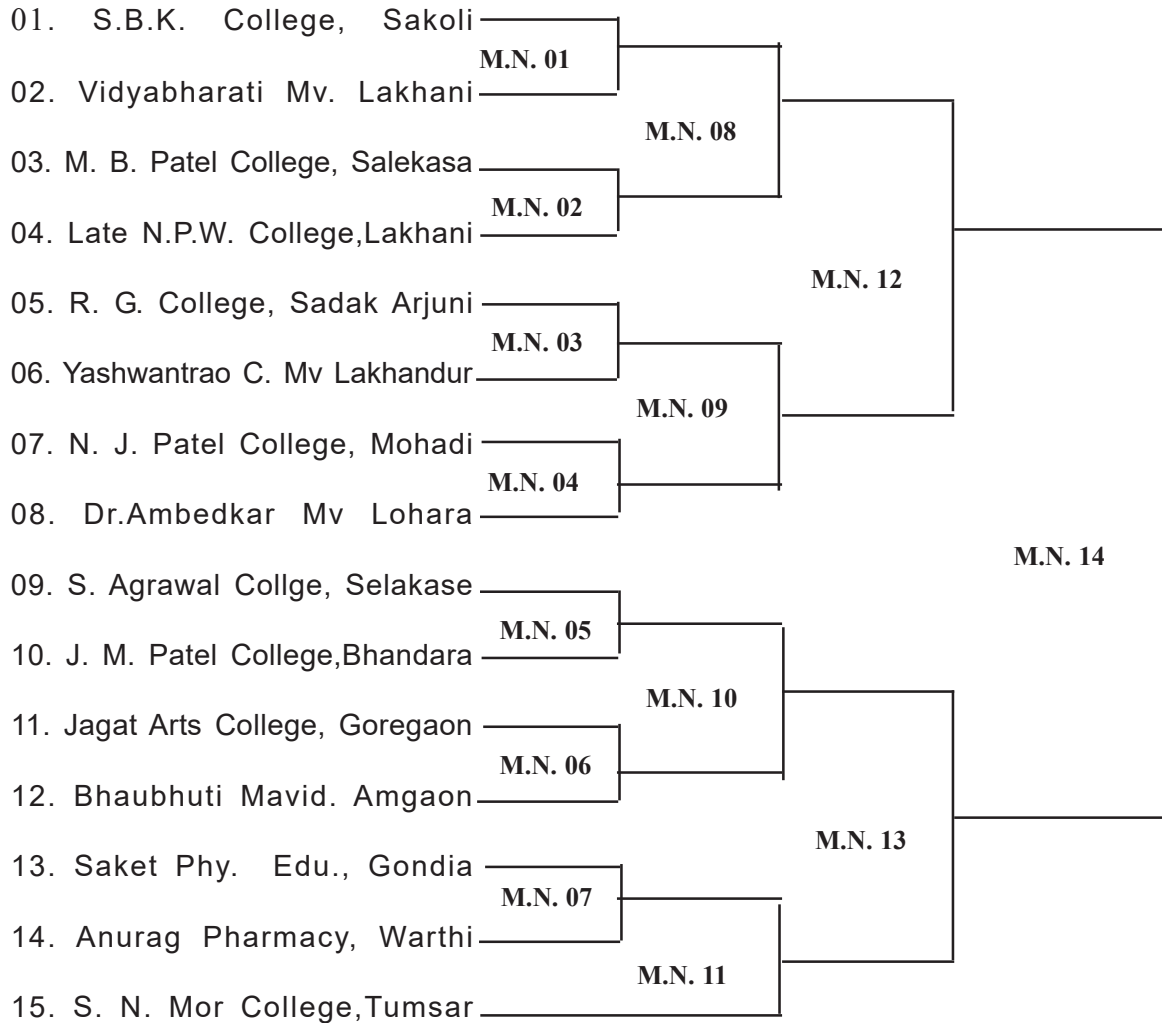 01. S.B.K. College, Sakoli
M.N. 01
02. Vidyabharati Mv. Lakhani
M.N. 08
03. M. B. Patel College, Salekasa
M.N. 02
04. Late N.P.W. College,Lakhani
M.N. 12
05. R. G. College, Sadak Arjuni
M.N. 03
06. Yashwantrao C. Mv Lakhandur
M.N. 09
07. N. J. Patel College, Mohadi
M.N. 04
08. Dr.Ambedkar Mv Lohara
M.N. 14
09. S. Agrawal Collge, Selakase
M.N. 05
10. J. M. Patel College,Bhandara
M.N. 10
11. Jagat Arts College, Goregaon
M.N. 06
12. Bhaubhuti Mavid. Amgaon
M.N. 13
13. Saket Phy. Edu., Gondia
M.N. 07
14. Anurag Pharmacy, Warthi
M.N. 11
15. S. N. Mor College,Tumsar